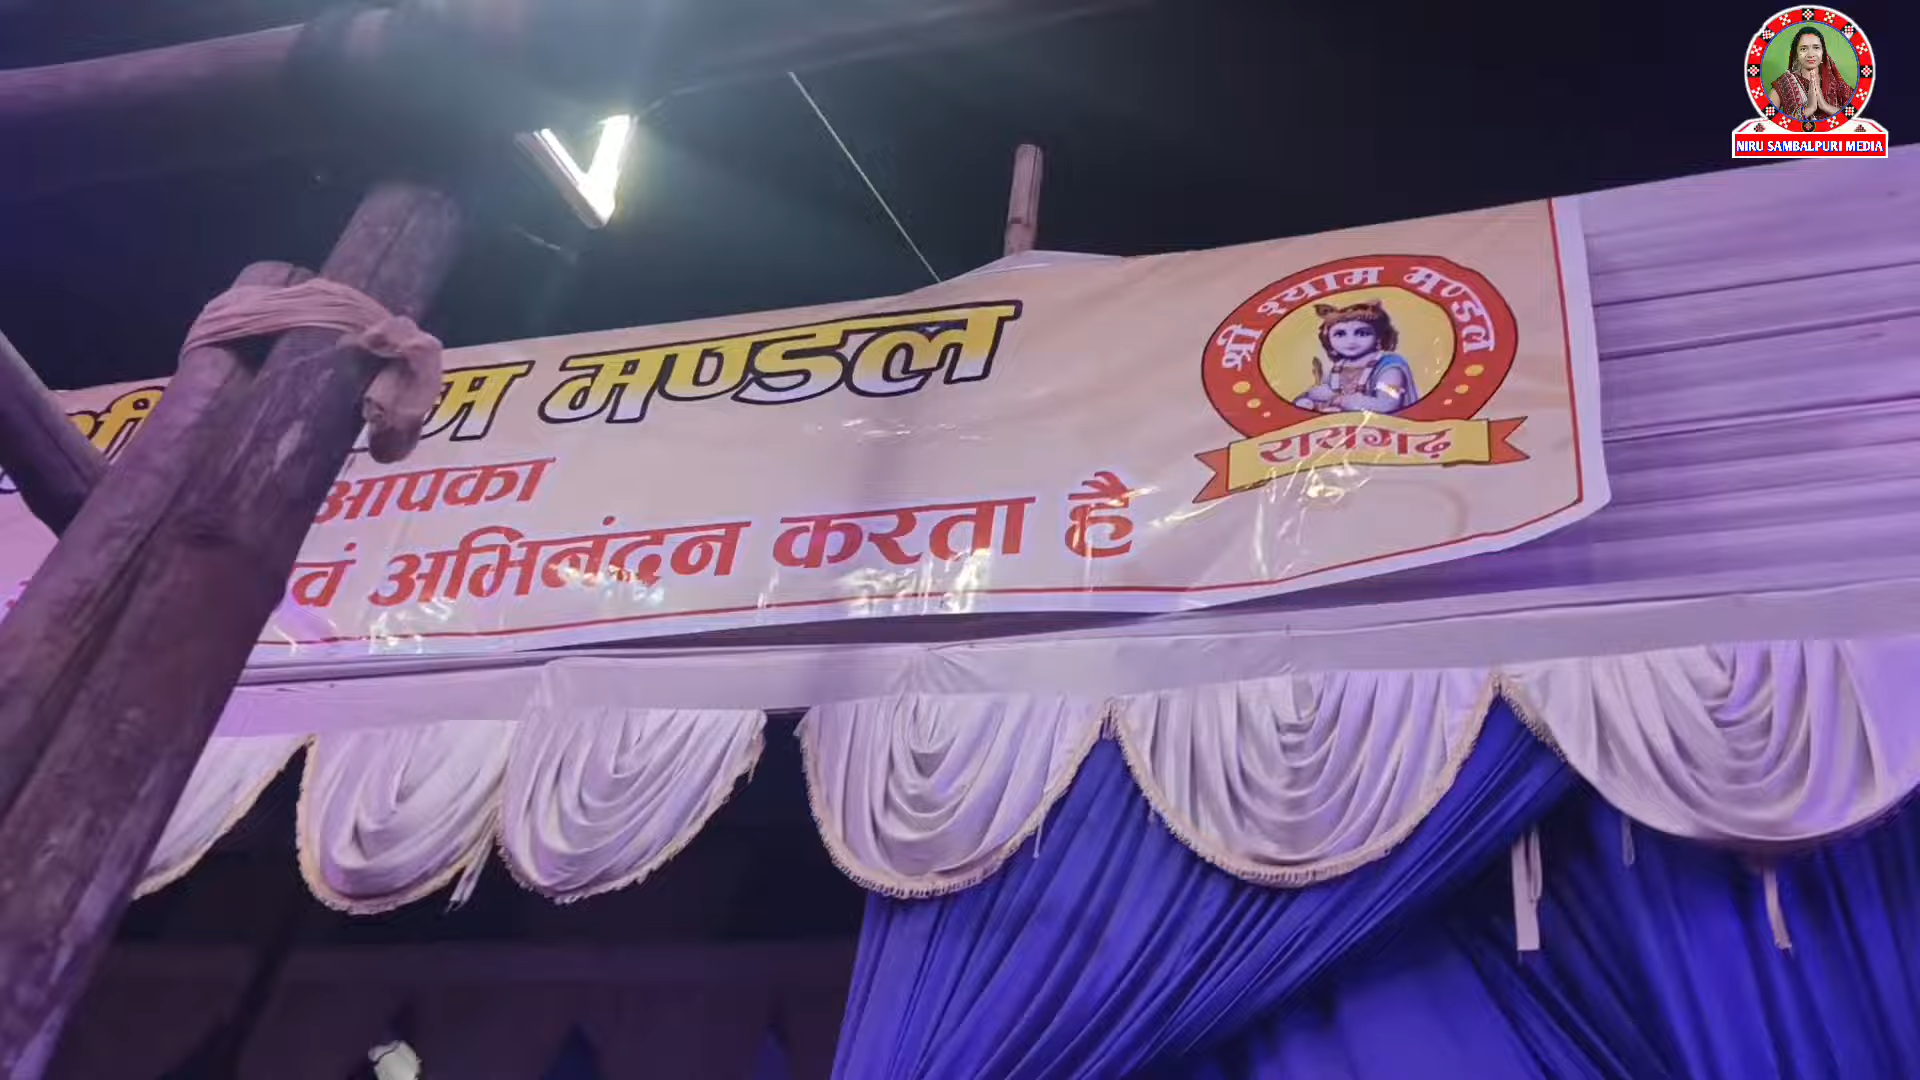 NIRU SAMBALPURI MEDIA
श्री मण्डल
आपका
अभिनंदन करता है
श्री श्याम मण्डल
रायगढ़